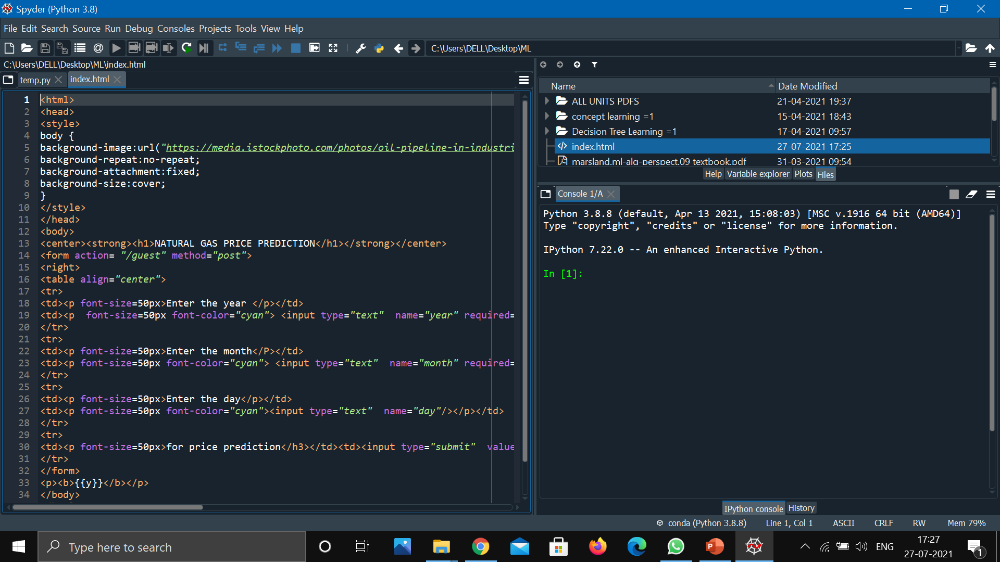 Spyder (Python 3.8)
File Edit Search Source Run Debug Consoles Projects Tools View Help
C:\Users\DELL\Desktop\ML
C:\Users\DELL\Desktop\ML\index.html
temp.py
index.html
1 <html>
2 <head>
3 <style>
4 body {
5 background-image:url("https://media.istockphoto.com/photos/oil-pipeline-in-industri
6 background-repeat:no-repeat;
7 background-attachment:fixed;
8 background-size:cover;
9 }
10 </style>
11 </head>
12 <body>
13 <center><strong><h1>NATURAL GAS PRICE PREDICTION</h1></strong></center>
14 <form action= "/guest" method="post">
15 <right>
16 <table align="center">
17 <tr>
18 <td><p font-size=50px>Enter the year </p></td>
19 <td><p  font-size=50px font-color="cyan"> <input type="text"  name="year" required=
20 </tr>
21 <tr>
22 <td><p font-size=50px>Enter the month</P></td>
23 <td><p font-size=50px font-color="cyan"> <input type="text"  name="month" required=
24 </tr>
25 <tr>
26 <td><p font-size=50px>Enter the day</p></td>
27 <td><p font-size=50px font-color="cyan"><input type="text"  name="day"/></p></td>
28 </tr>
29 <tr>
30 <td><p font-size=50px>for price prediction</h3></td><td><input type="submit"  value
31 </tr>
32 </form>
33 <p><b>{{y}}</b></p>
34 </body>
Name Date Modified
ALL UNITS PDFS 21-04-2021 19:37
concept learning =1 15-04-2021 18:43
Decision Tree Learning =1 17-04-2021 09:57
index.html 27-07-2021 17:25
marsland.ml-alg-perspect.09 textbook.pdf 31-03-2021 09:54
Help Variable explorer Plots Files
Console 1/A
Python 3.8.8 (default, Apr 13 2021, 15:08:03) [MSC v.1916 64 bit (AMD64)]
Type "copyright", "credits" or "license" for more information.
IPython 7.22.0 -- An enhanced Interactive Python.
In [1]:
IPython console History
conda (Python 3.8.8) Line 1, Col 1 ASCII CRLF RW Mem 79%
Type here to search
ENG
17:27
27-07-2021
1